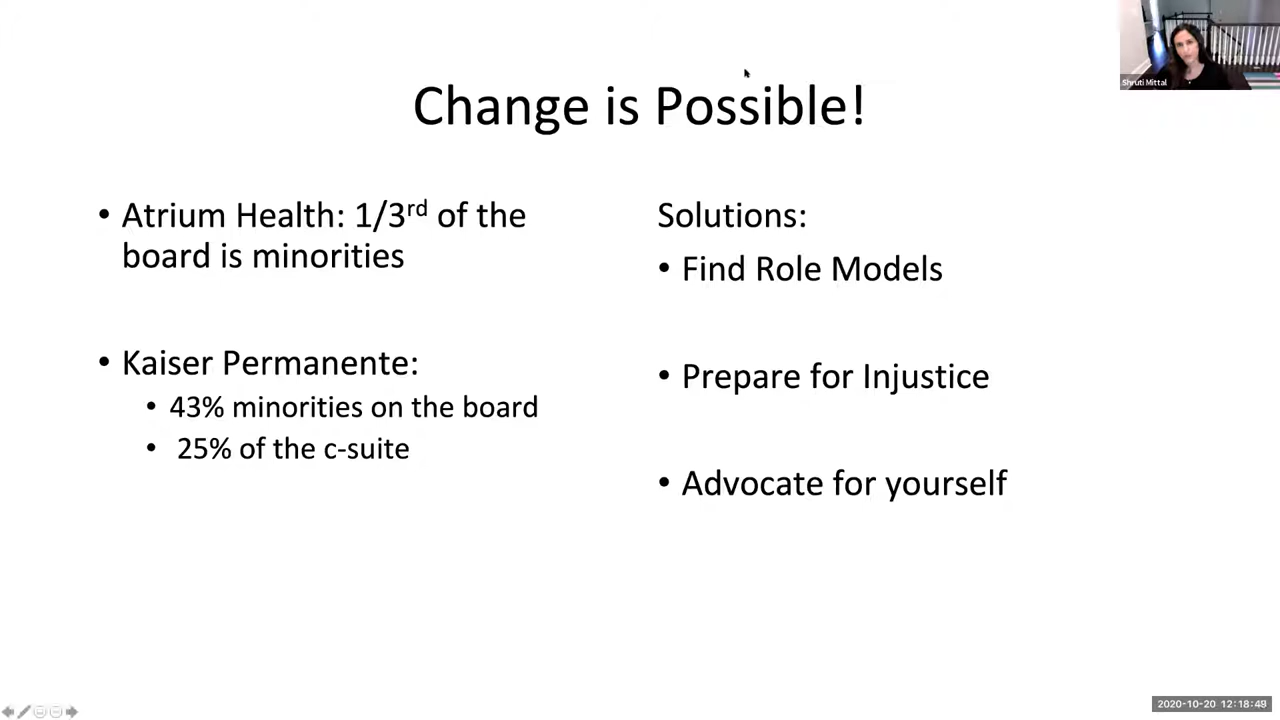 Shruti Mittal
Change is Possible!
• Atrium Health: 1/3rd of the
board is minorities
• Kaiser Permanente:
• 43% minorities on the board
• 25% of the c-suite
Solutions:
• Find Role Models
• Prepare for Injustice
• Advocate for yourself
2020-10-20 12:18:49